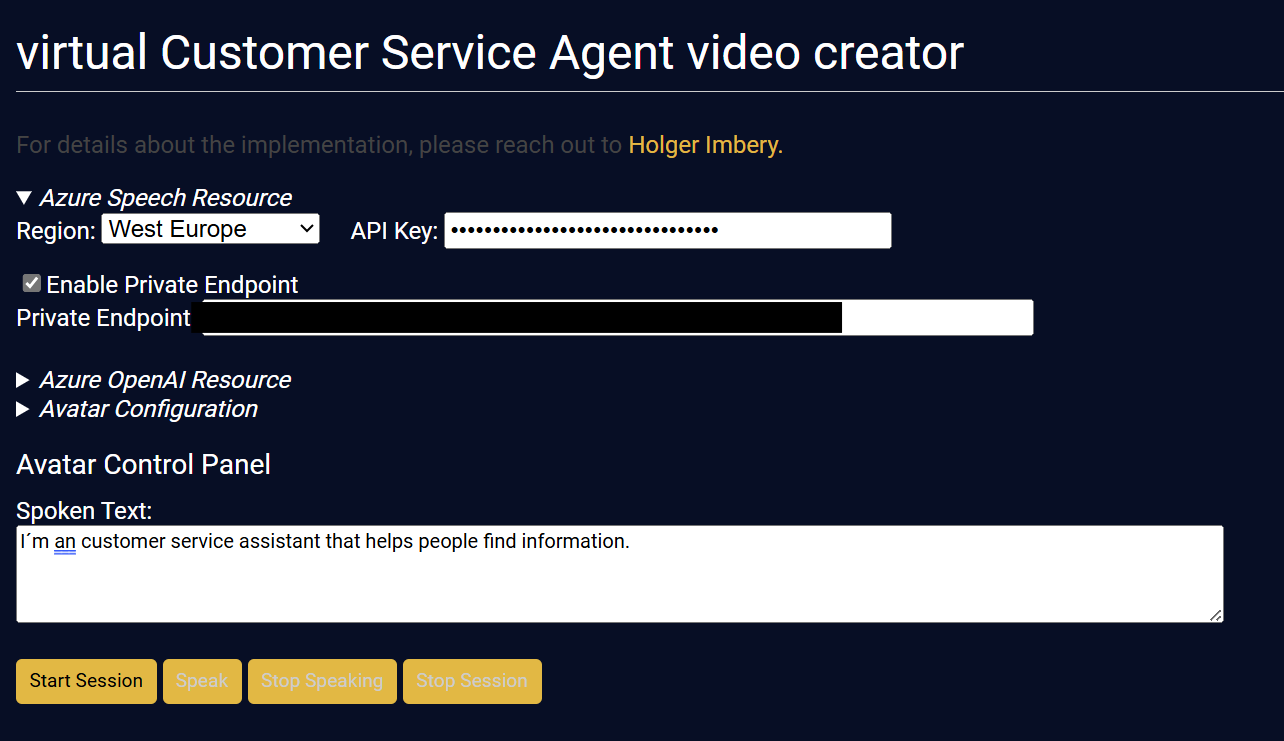 virtual Customer Service Agent video creator
For details about the implementation, please reach out to Holger Imbery.
Azure Speech Resource
Region: West Europe API Key: ••••••••••••••••••••••••••••••••
Enable Private Endpoint
Private Endpoint
Azure OpenAI Resource
Avatar Configuration
Avatar Control Panel
Spoken Text:
I´m an customer service assistant that helps people find information.
Start Session Speak Stop Speaking Stop Session